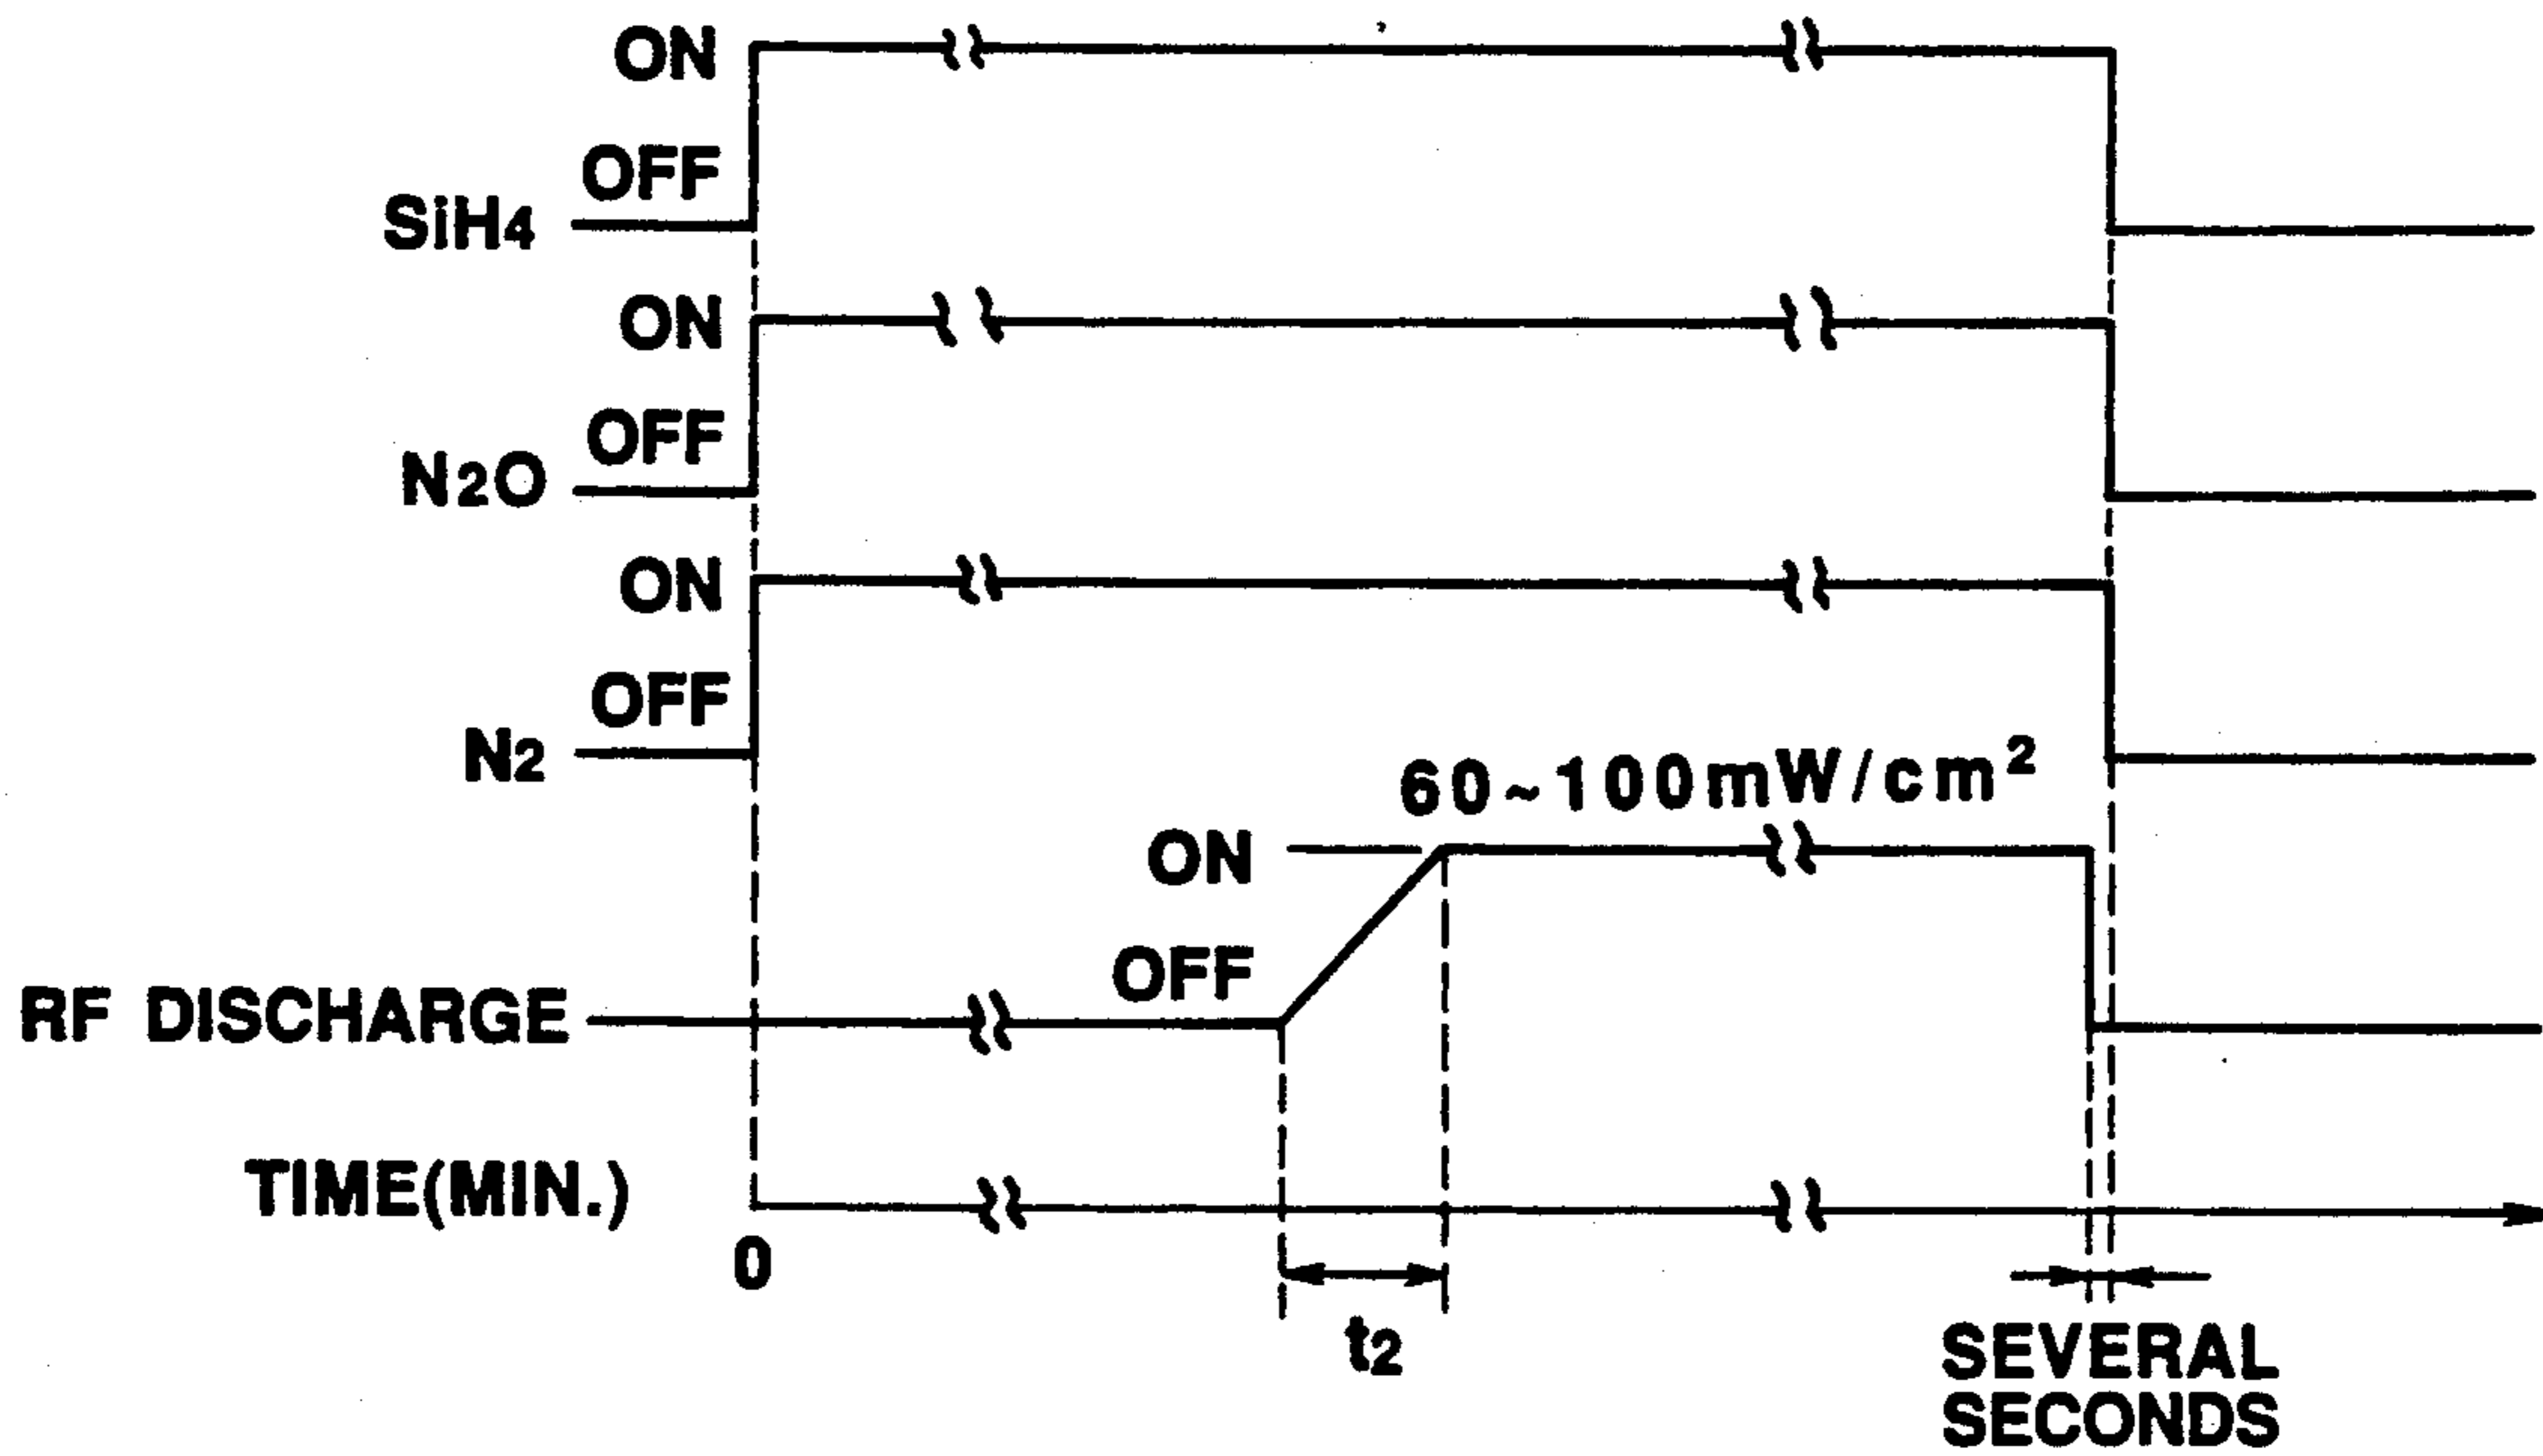 ON
OFF
SiH4
ON
OFF
N2O
ON
OFF
N2
60~100mW/cm²
ON
OFF
RF DISCHARGE
TIME(MIN.)
0
t2
SEVERAL
SECONDS